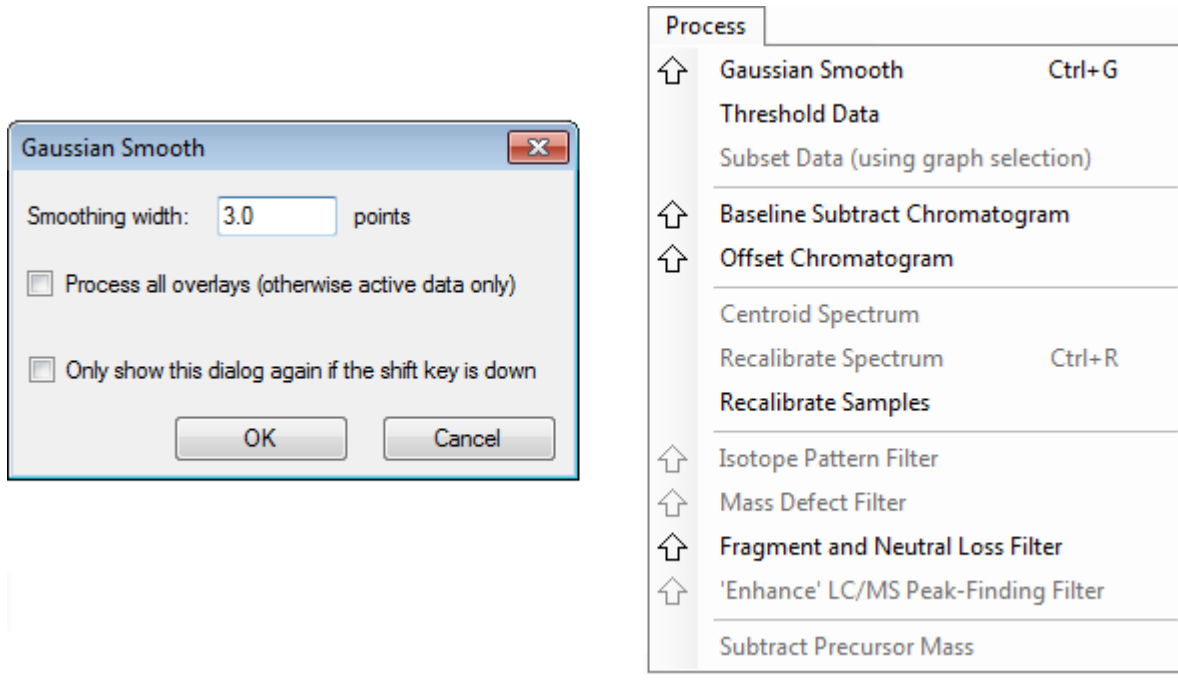 Gaussian Smooth
Smoothing width: 3.0 points
Process all overlays (otherwise active data only)
Only show this dialog again if the shift key is down
OK Cancel
Process
Gaussian Smooth Ctrl+G
Threshold Data
Subset Data (using graph selection)
Baseline Subtract Chromatogram
Offset Chromatogram
Centroid Spectrum
Recalibrate Spectrum Ctrl+R
Recalibrate Samples
Isotope Pattern Filter
Mass Defect Filter
Fragment and Neutral Loss Filter
'Enhance' LC/MS Peak-Finding Filter
Subtract Precursor Mass